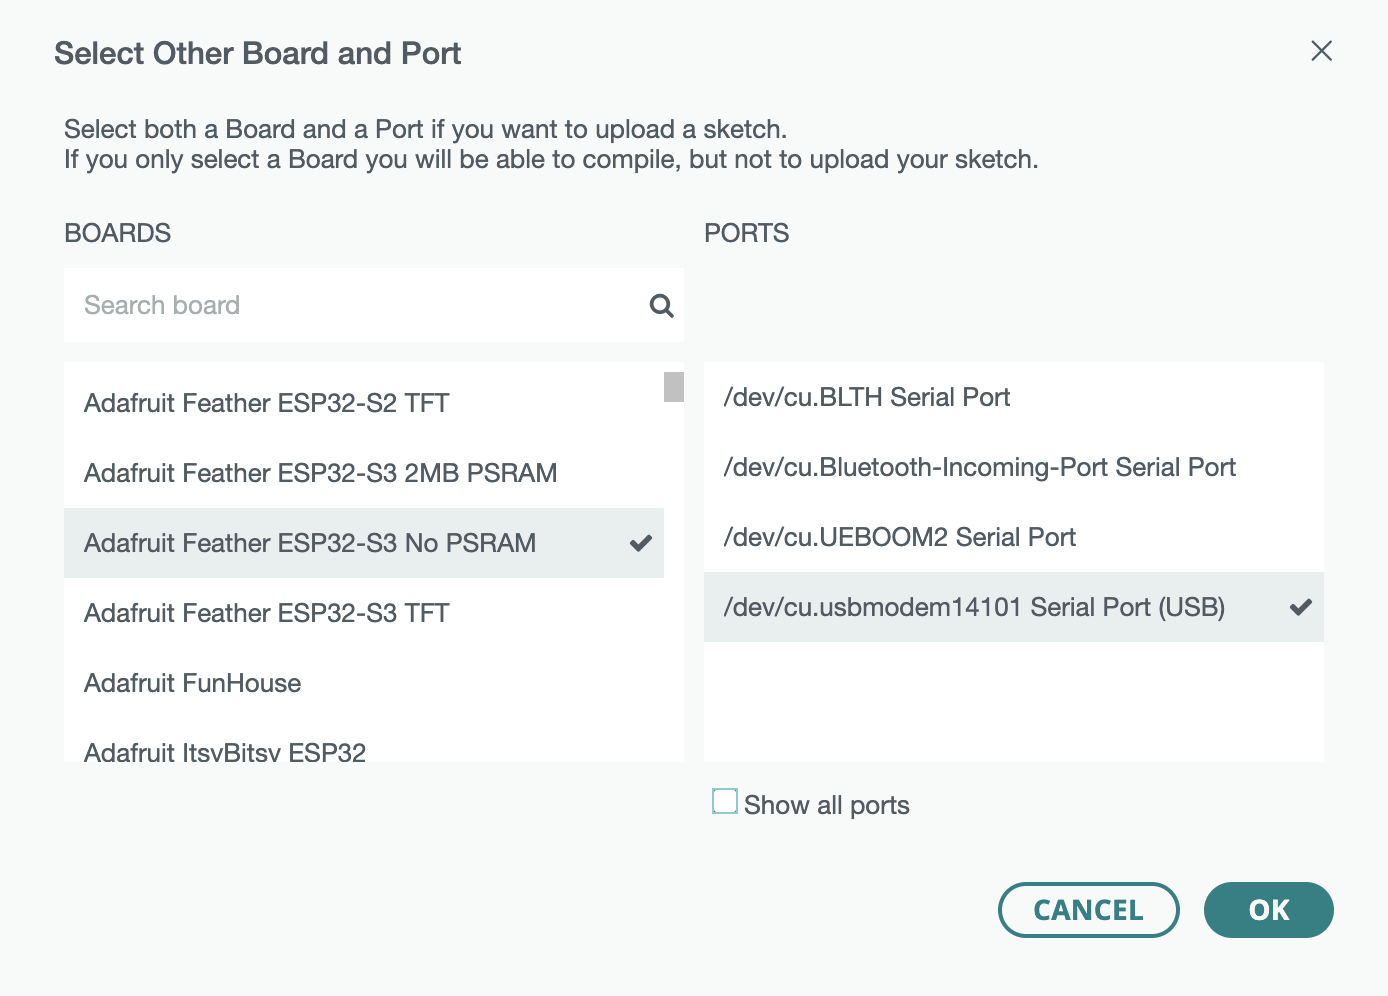 Select Other Board and Port
Select both a Board and a Port if you want to upload a sketch.
If you only select a Board you will be able to compile, but not to upload your sketch.
BOARDS
Search board
Adafruit Feather ESP32-S2 TFT
Adafruit Feather ESP32-S3 2MB PSRAM
Adafruit Feather ESP32-S3 No PSRAM
Adafruit Feather ESP32-S3 TFT
Adafruit FunHouse
Adafruit ItsyBitsy ESP32
PORTS
/dev/cu.BLTH Serial Port
/dev/cu.Bluetooth-Incoming-Port Serial Port
/dev/cu.UEBOOM2 Serial Port
/dev/cu.usbmodem14101 Serial Port (USB)
Show all ports
CANCEL
OK